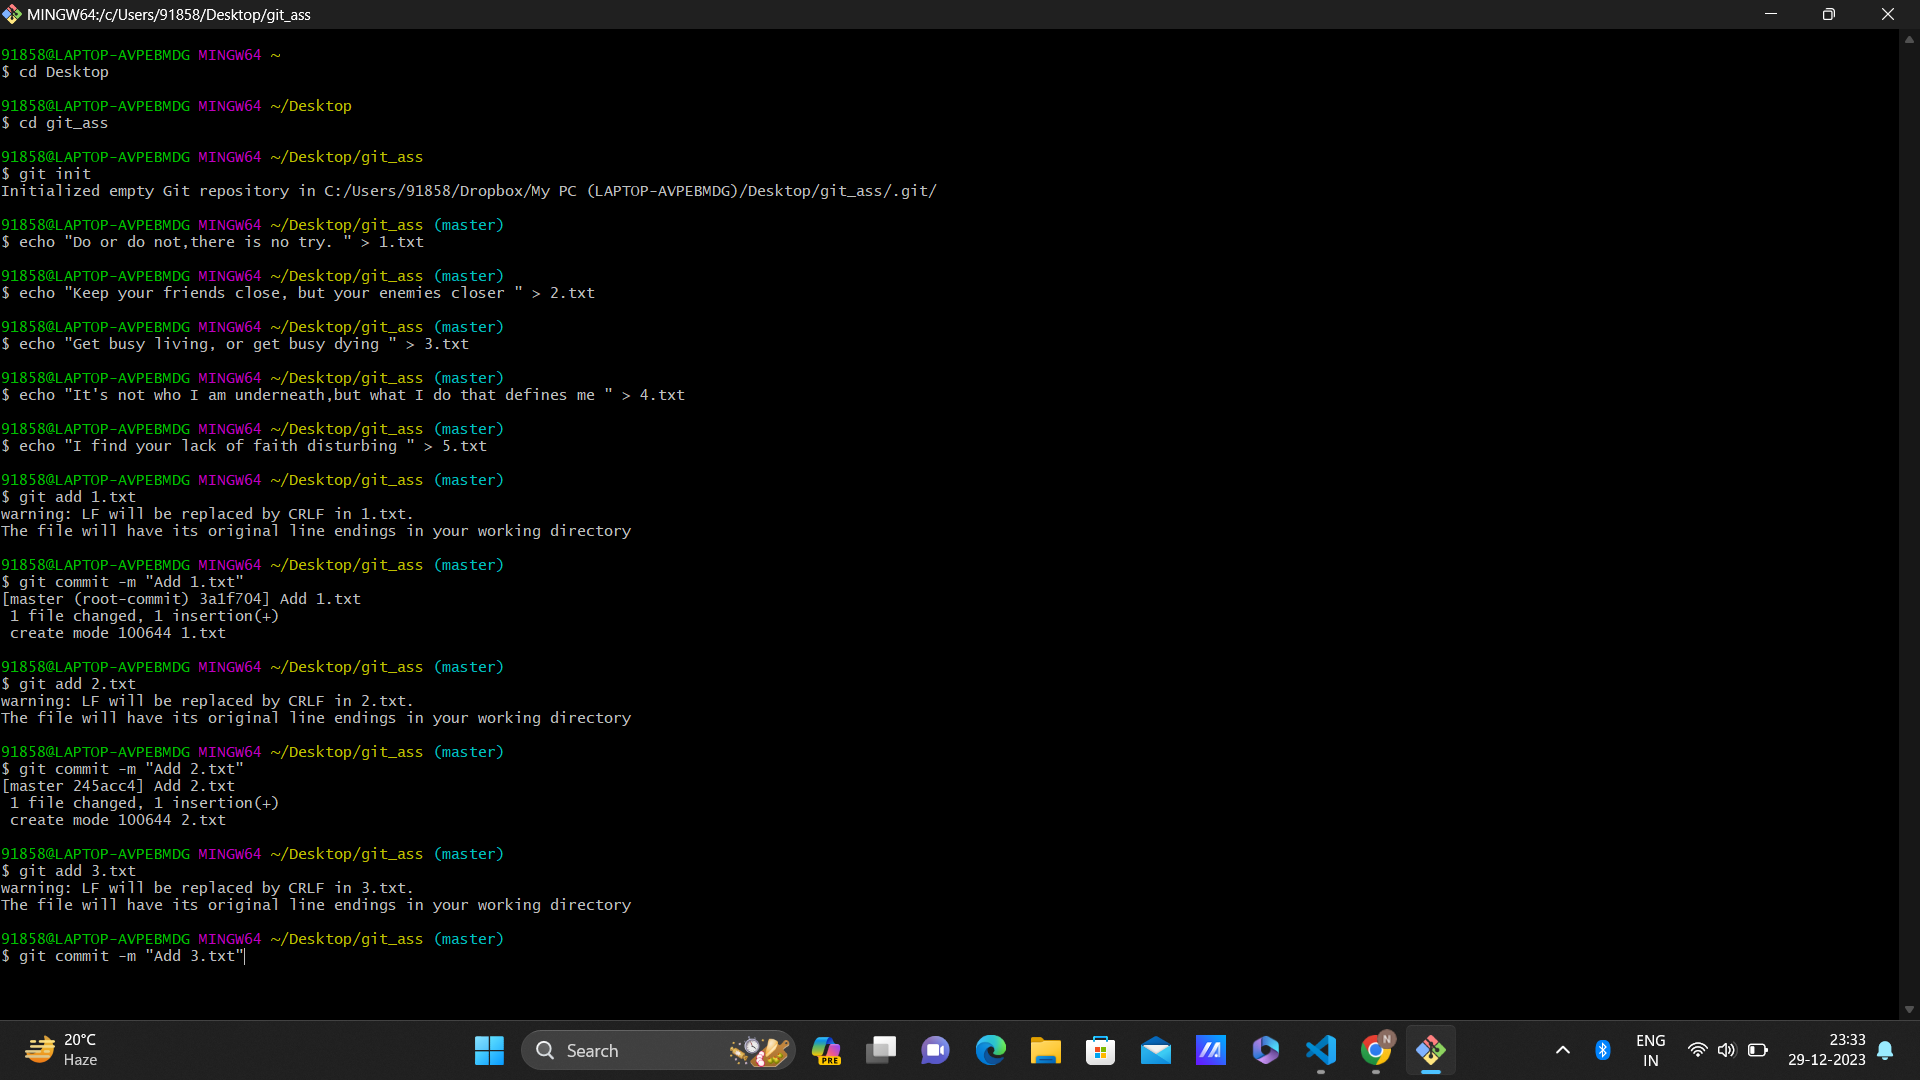 MINGW64:/c/Users/91858/Desktop/git_ass
91858@LAPTOP-AVPEBMDG MINGW64 ~
$ cd Desktop
91858@LAPTOP-AVPEBMDG MINGW64 ~/Desktop
$ cd git_ass
91858@LAPTOP-AVPEBMDG MINGW64 ~/Desktop/git_ass
$ git init
Initialized empty Git repository in C:/Users/91858/Dropbox/My PC (LAPTOP-AVPEBMDG)/Desktop/git_ass/.git/
91858@LAPTOP-AVPEBMDG MINGW64 ~/Desktop/git_ass (master)
$ echo "Do or do not,there is no try. " > 1.txt
91858@LAPTOP-AVPEBMDG MINGW64 ~/Desktop/git_ass (master)
$ echo "Keep your friends close, but your enemies closer " > 2.txt
91858@LAPTOP-AVPEBMDG MINGW64 ~/Desktop/git_ass (master)
$ echo "Get busy living, or get busy dying " > 3.txt
91858@LAPTOP-AVPEBMDG MINGW64 ~/Desktop/git_ass (master)
$ echo "It's not who I am underneath,but what I do that defines me " > 4.txt
91858@LAPTOP-AVPEBMDG MINGW64 ~/Desktop/git_ass (master)
$ echo "I find your lack of faith disturbing " > 5.txt
91858@LAPTOP-AVPEBMDG MINGW64 ~/Desktop/git_ass (master)
$ git add 1.txt
warning: LF will be replaced by CRLF in 1.txt.
The file will have its original line endings in your working directory
91858@LAPTOP-AVPEBMDG MINGW64 ~/Desktop/git_ass (master)
$ git commit -m "Add 1.txt"
[master (root-commit) 3a1f704] Add 1.txt
 1 file changed, 1 insertion(+)
 create mode 100644 1.txt
91858@LAPTOP-AVPEBMDG MINGW64 ~/Desktop/git_ass (master)
$ git add 2.txt
warning: LF will be replaced by CRLF in 2.txt.
The file will have its original line endings in your working directory
91858@LAPTOP-AVPEBMDG MINGW64 ~/Desktop/git_ass (master)
$ git commit -m "Add 2.txt"
[master 245acc4] Add 2.txt
 1 file changed, 1 insertion(+)
 create mode 100644 2.txt
91858@LAPTOP-AVPEBMDG MINGW64 ~/Desktop/git_ass (master)
$ git add 3.txt
warning: LF will be replaced by CRLF in 3.txt.
The file will have its original line endings in your working directory
91858@LAPTOP-AVPEBMDG MINGW64 ~/Desktop/git_ass (master)
$ git commit -m "Add 3.txt"
20°C
Haze
Search
PRE
N
ENG
IN
23:33
29-12-2023